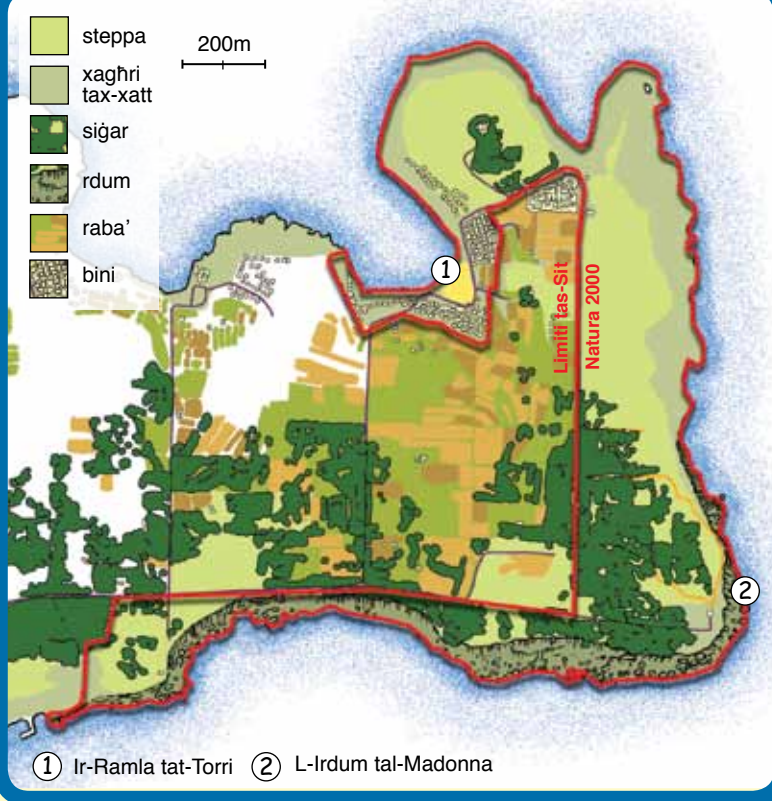 steppa
200m
xagħri
tax-xatt
siġar
rdum
raba'
bini
1
Limiti tas-Sit
Natura 2000
2
1 Ir-Ramla tat-Torri 2 L-Irdum tal-Madonna